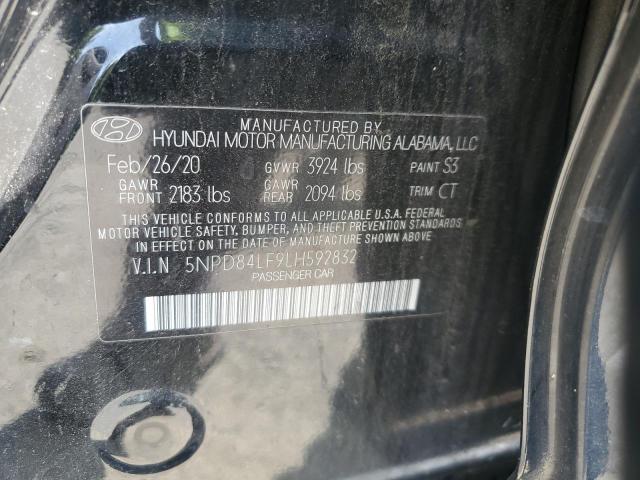 MANUFACTURED BY
HYUNDAI MOTOR MANUFACTURING ALABAMA, LLC
Feb/26/20 GVWR 3924 lbs PAINT S3
GAWR FRONT 2183 lbs GAWR REAR 2094 lbs TRIM CT
THIS VEHICLE CONFORMS TO ALL APPLICABLE U.S.A. FEDERAL
MOTOR VEHICLE SAFETY, BUMPER, AND THEFT PREVENTION STANDARDS
IN EFFECT ON THE DATE OF MANUFACTURE SHOWN ABOVE.
V.I.N 5NPD84LF9LH592832
PASSENGER CAR